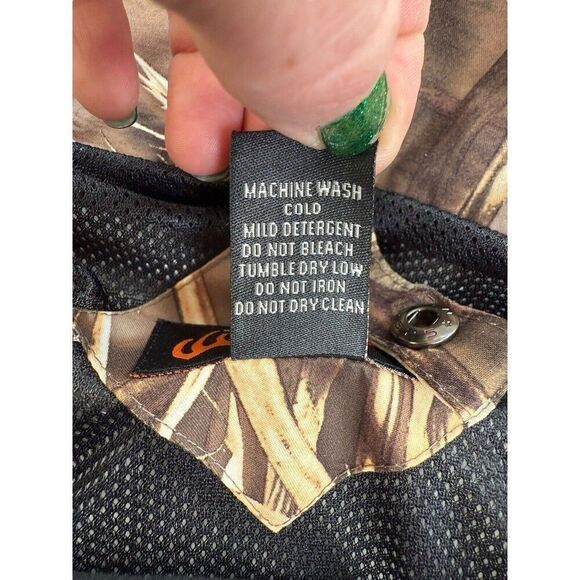 MACHINE WASH
COLD
MILD DETERGENT
DO NOT BLEACH
TUMBLE DRY LOW
DO NOT IRON
DO NOT DRY CLEAN